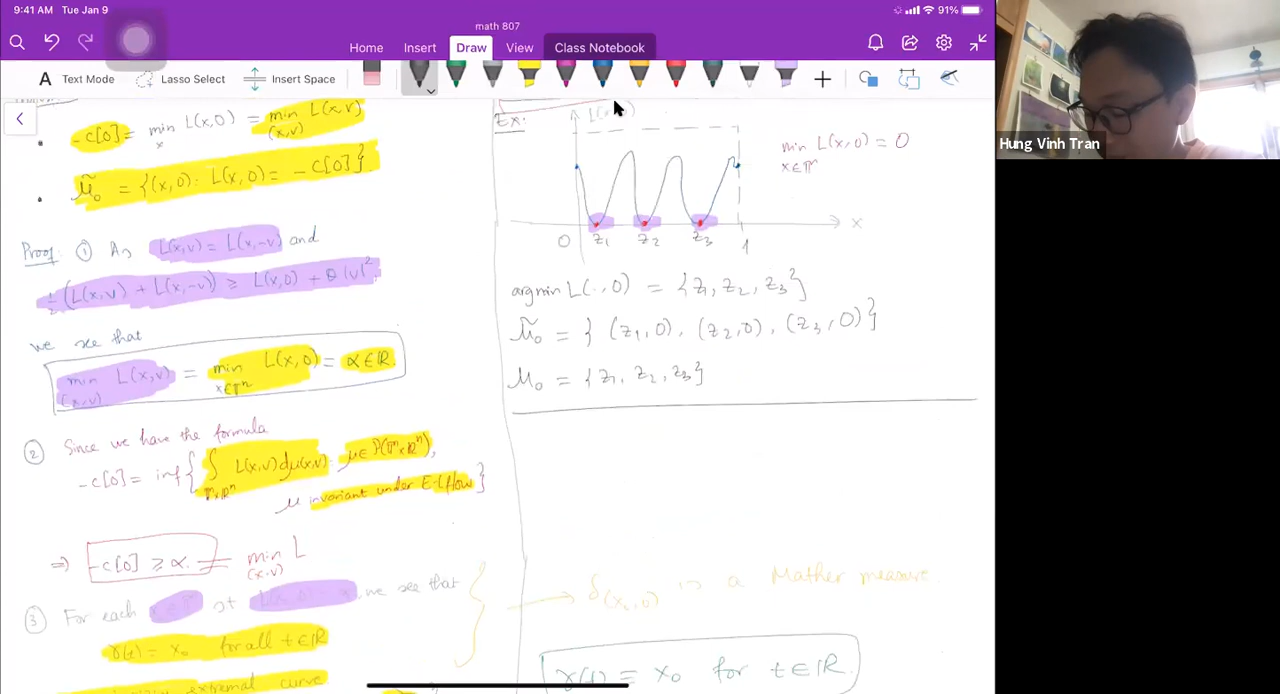 9:41 AM Tue Jan 9
91%
math 807
Home Insert Draw View Class Notebook
A Text Mode Lasso Select Insert Space
-c[0] = min L(x,0) = min L(x,v)
x (x,v)
M̃₀ = {(x,0): L(x,0) = -c[0]}
Proof: ① As L(x,v) = L(x,-v) and
½(L(x,v) + L(x,-v)) ≥ L(x,0) + θ|v|²,
we see that
min L(x,v) = min L(x,0) = α ∈ ℝ.
(x,v) x∈𝕋ⁿ
② Since we have the formula
-c[0] = inf { ∫ L(x,v)dμ(x,v): μ∈P(𝕋ⁿ×ℝⁿ),
𝕋ⁿ×ℝⁿ
μ invariant under E-L flow }
⇒ -c[0] ≥ α = min L
(x,v)
③ For each st we see that
γ(t) = x₀ for all t∈ℝ
extremal curve
Ex:
min L(x,0) = 0
x∈𝕋ⁿ
x
0 z₁ z₂ z₃ 1
argmin L(·,0) = {z₁, z₂, z₃}
M̃₀ = { (z₁,0), (z₂,0), (z₃,0)}
M₀ = {z₁, z₂, z₃}
→ δ(x₀,0) is a Mather measure.
γ(t) = x₀ for t∈ℝ.
Hung Vinh Tran